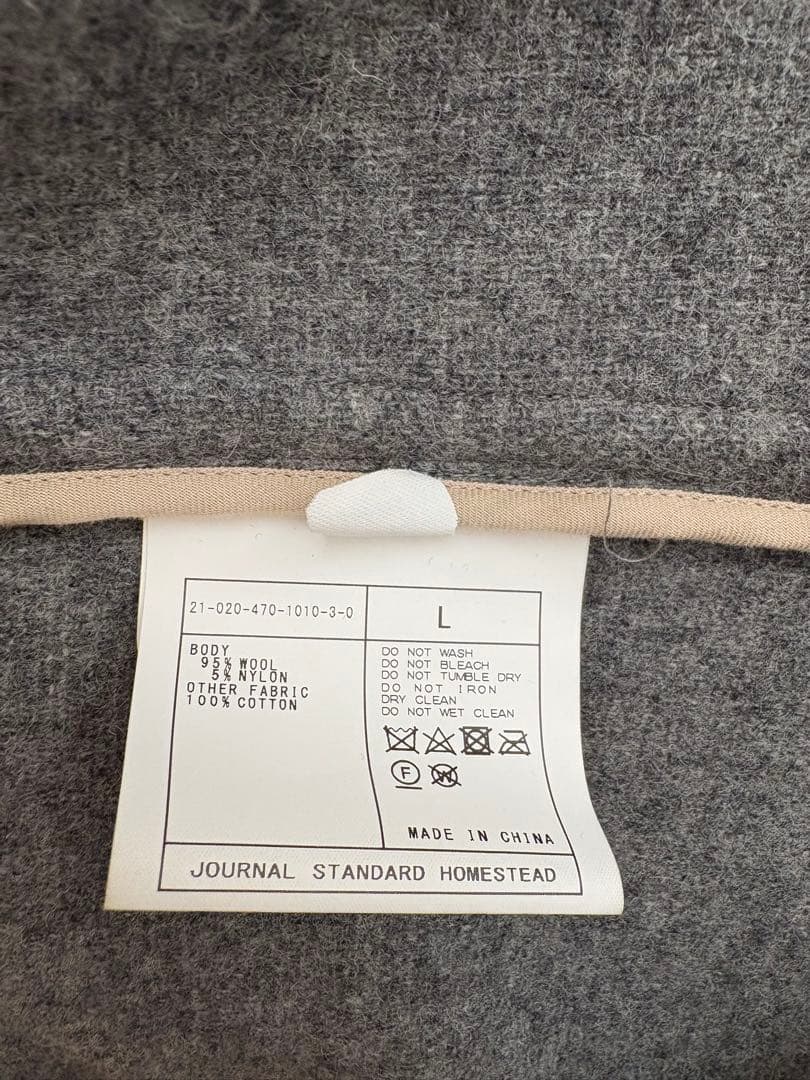 21-020-470-1010-3-0
L
BODY
95% WOOL
5% NYLON
OTHER FABRIC
100% COTTON
DO NOT WASH
DO NOT BLEACH
DO NOT TUMBLE DRY
DO NOT IRON
DRY CLEAN
DO NOT WET CLEAN
F W
MADE IN CHINA
JOURNAL STANDARD HOMESTEAD